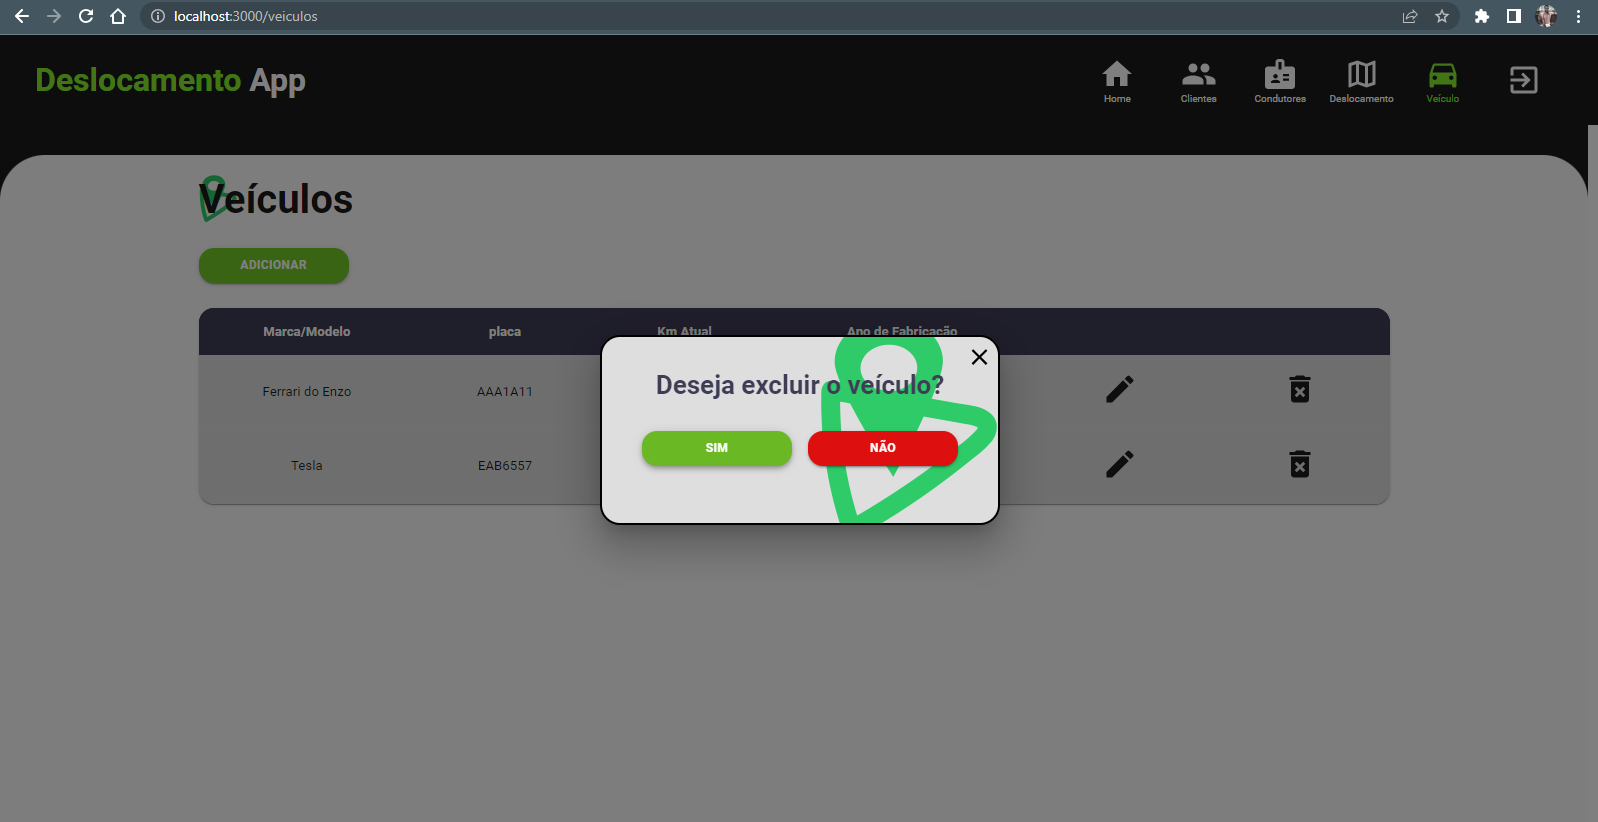 localhost:3000/veiculos
Deslocamento App
Home
Clientes
Condutores
Deslocamento
Veículo
Veículos
ADICIONAR
Marca/Modelo placa Km Atual Ano de Fabricação
Ferrari do Enzo AAA1A11
Tesla EAB6557
Deseja excluir o veículo?
SIM NÃO